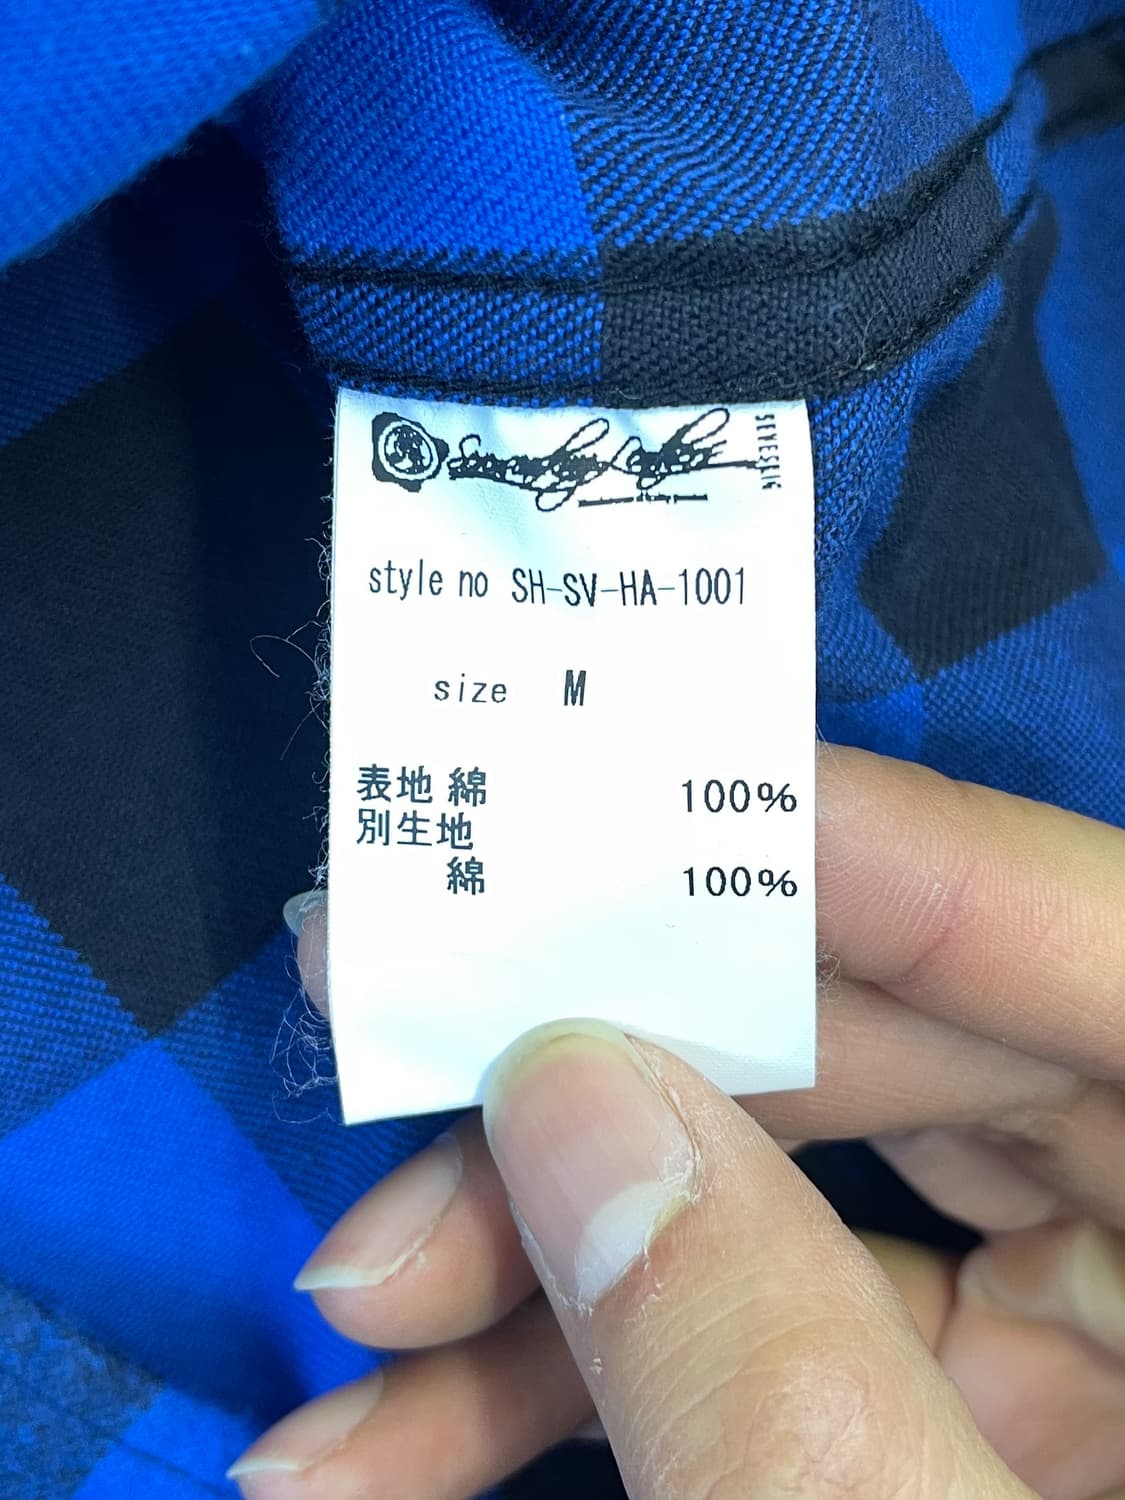 style no SH-SV-HA-1001
size M
表地 綿 100%
別生地
綿 100%